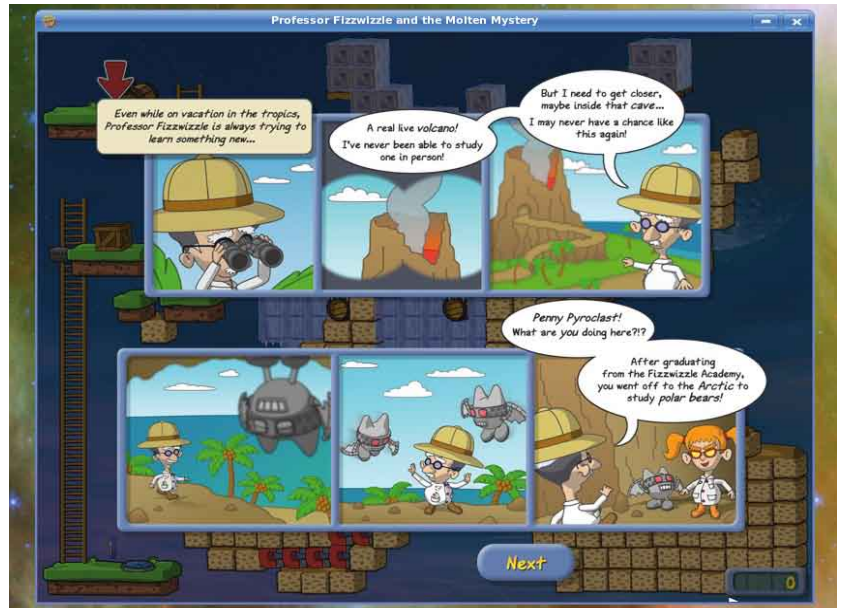 Professor Fizzwizzle and the Molten Mystery
Even while on vacation in the tropics,
Professor Fizzwizzle is always trying to
learn something new...
A real live volcano!
I've never been able to study
one in person!
But I need to get closer,
maybe inside that cave...
I may never have a chance like
this again!
Penny Pyroclast!
What are you doing here?!?
After graduating
from the Fizzwizzle Academy,
you went off to the Arctic to
study polar bears!
Next
0